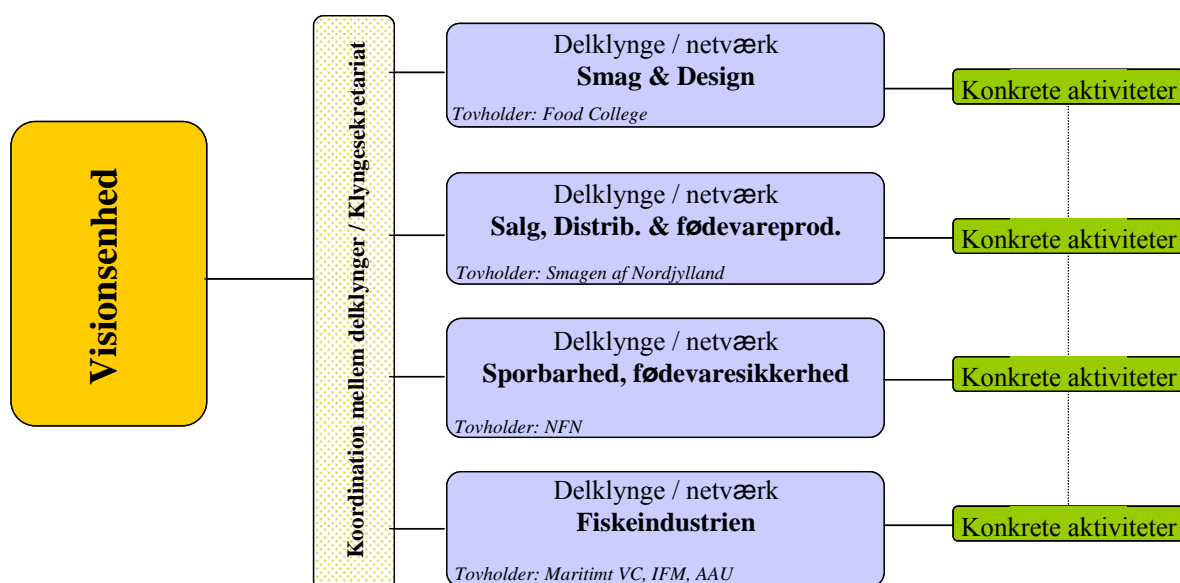 Visionsenhed
Koordination mellem delklynger / Klyngesekretariat
Delklynge / netværk
Smag & Design
Tovholder: Food College
Konkrete aktiviteter
Delklynge / netværk
Salg, Distrib. & fødevareprod.
Tovholder: Smagen af Nordjylland
Konkrete aktiviteter
Delklynge / netværk
Sporbarhed, fødevaresikkerhed
Tovholder: NFN
Konkrete aktiviteter
Delklynge / netværk
Fiskeindustrien
Tovholder: Maritimt VC, IFM, AAU
Konkrete aktiviteter